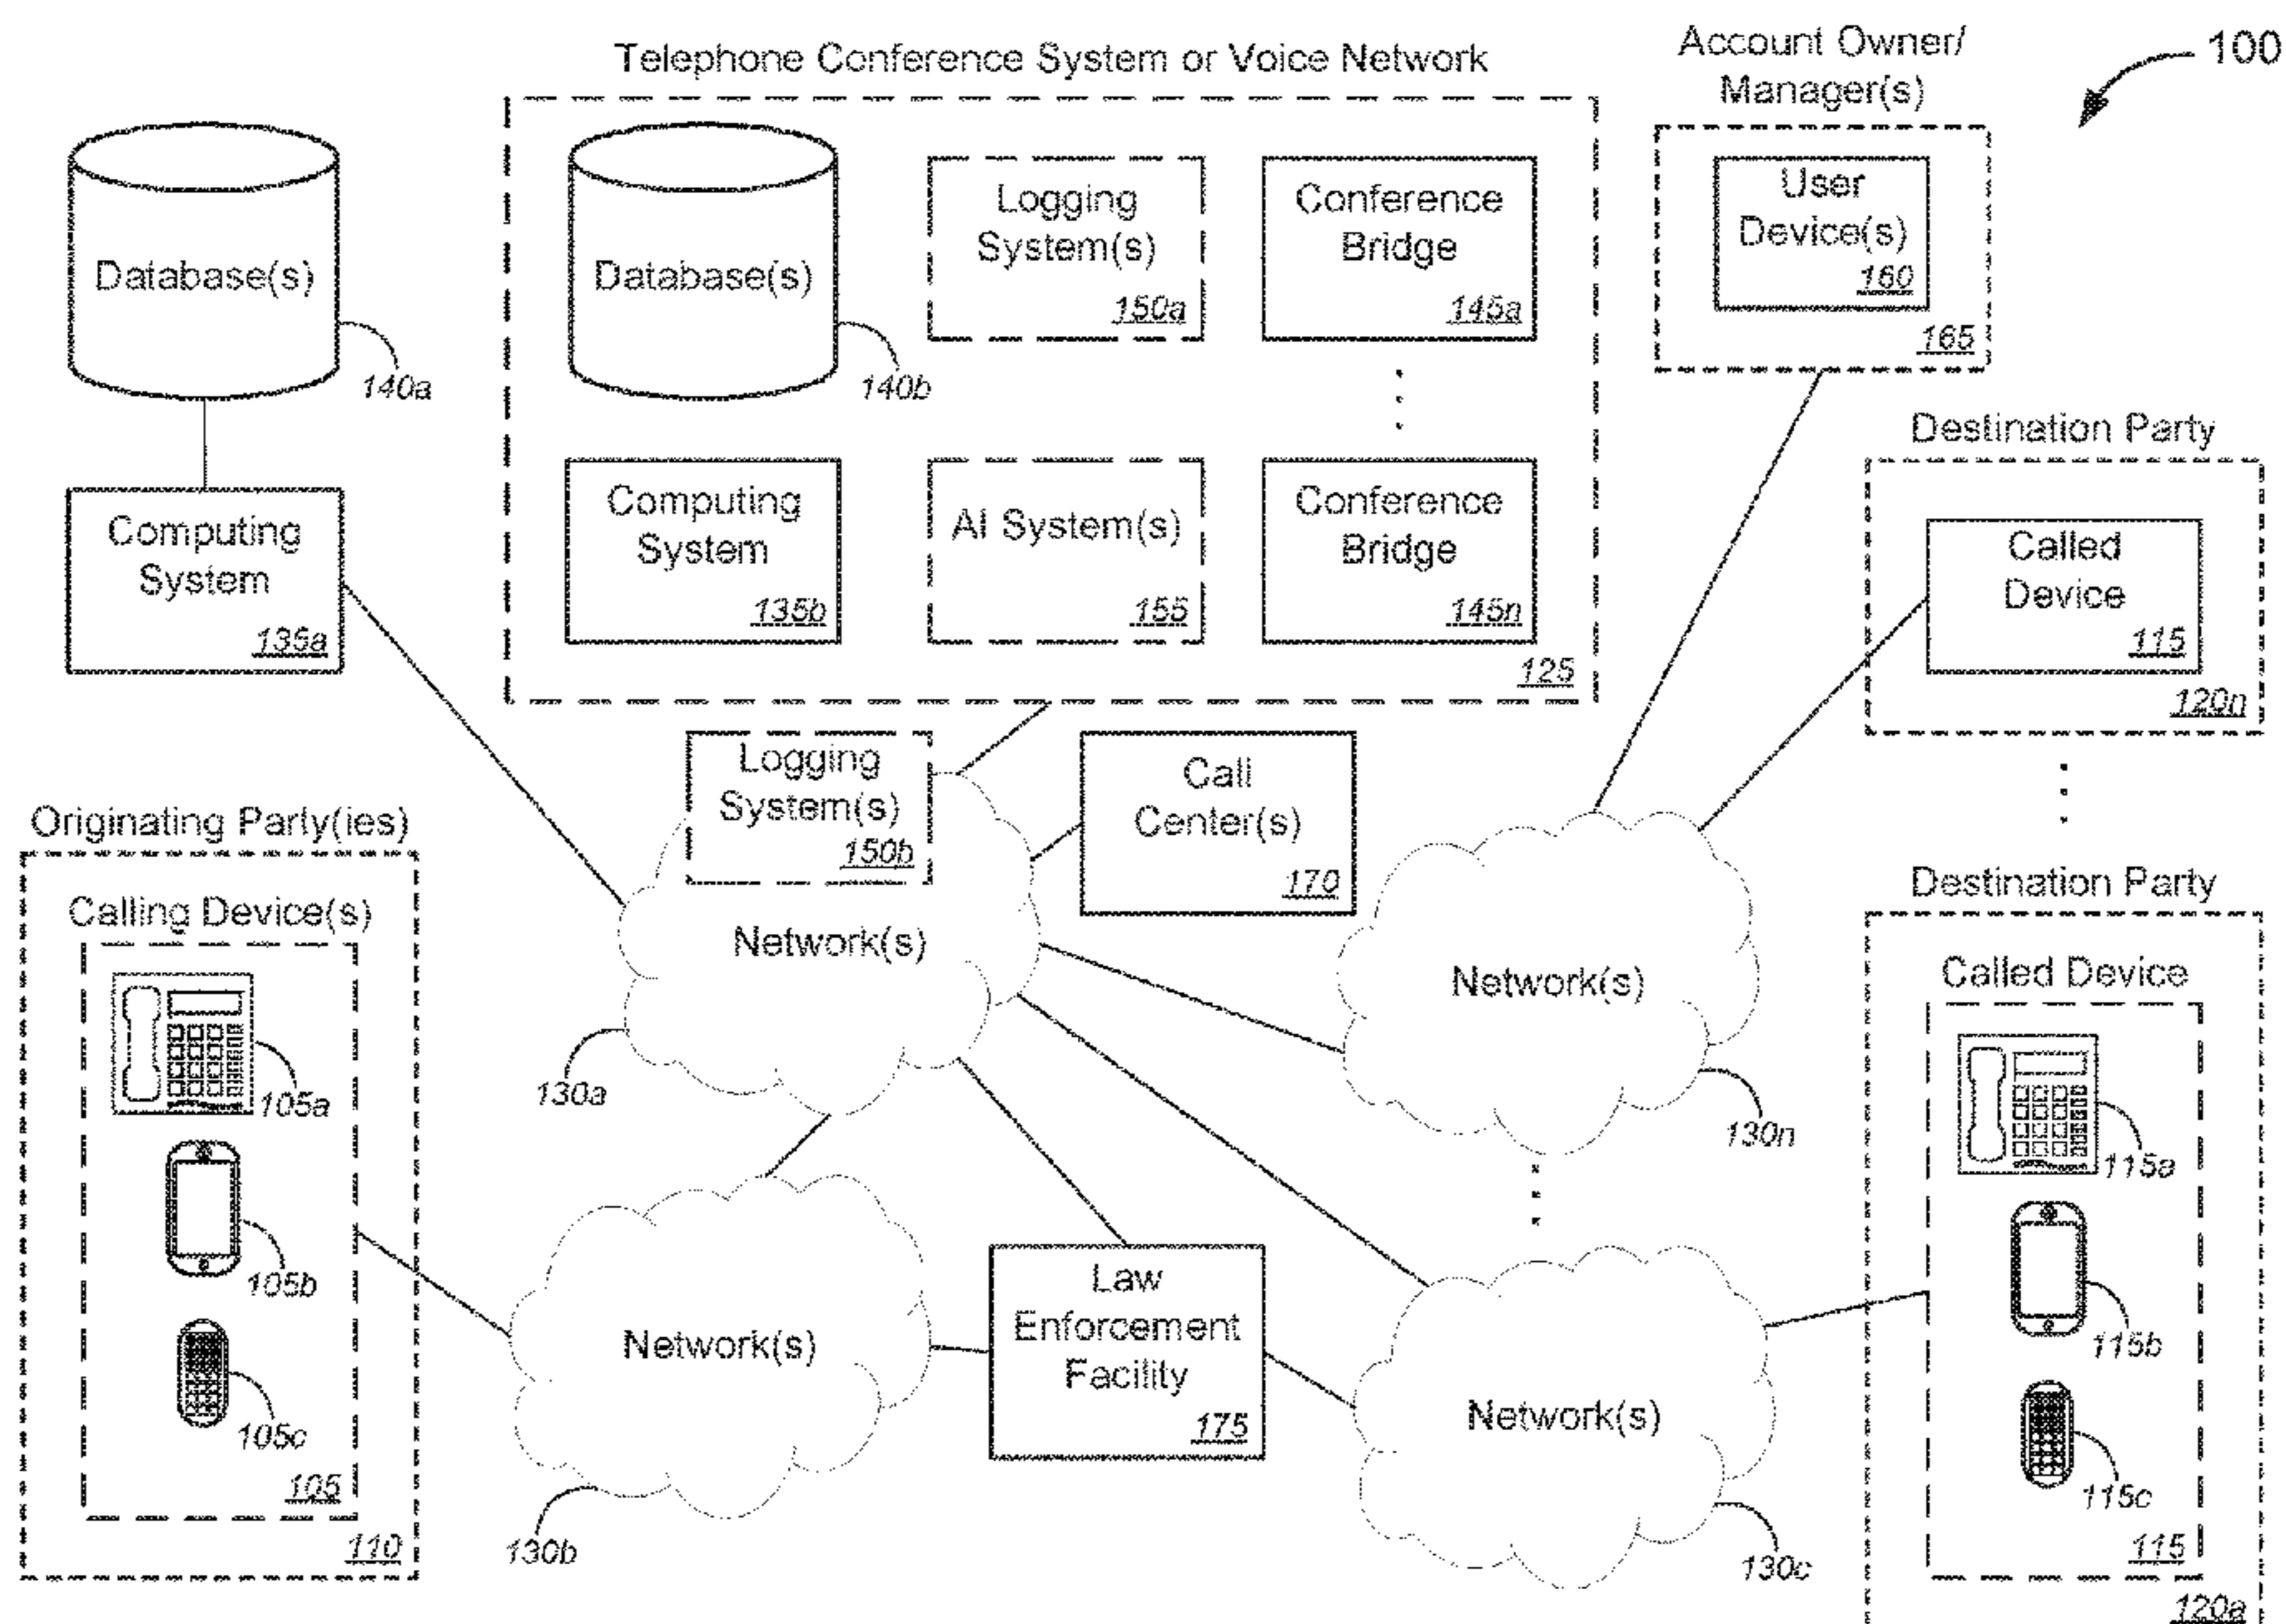 Telephone Conference System or Voice Network
Account Owner/
Manager(s)
100
Database(s)
140a
Database(s)
140b
Logging
System(s)
150a
Conference
Bridge
145a
User
Device(s)
160
165
Computing
System
135a
Computing
System
135b
AI System(s)
155
Conference
Bridge
145n
125
Destination Party
Called
Device
115
120n
Logging
System(s)
150b
Call
Center(s)
170
Network(s)
130a
Network(s)
130n
Originating Party(ies)
Calling Device(s)
105a
105b
105c
105
110
Network(s)
130b
Law
Enforcement
Facility
175
Network(s)
130c
Destination Party
Called Device
115a
115b
115c
115
120a